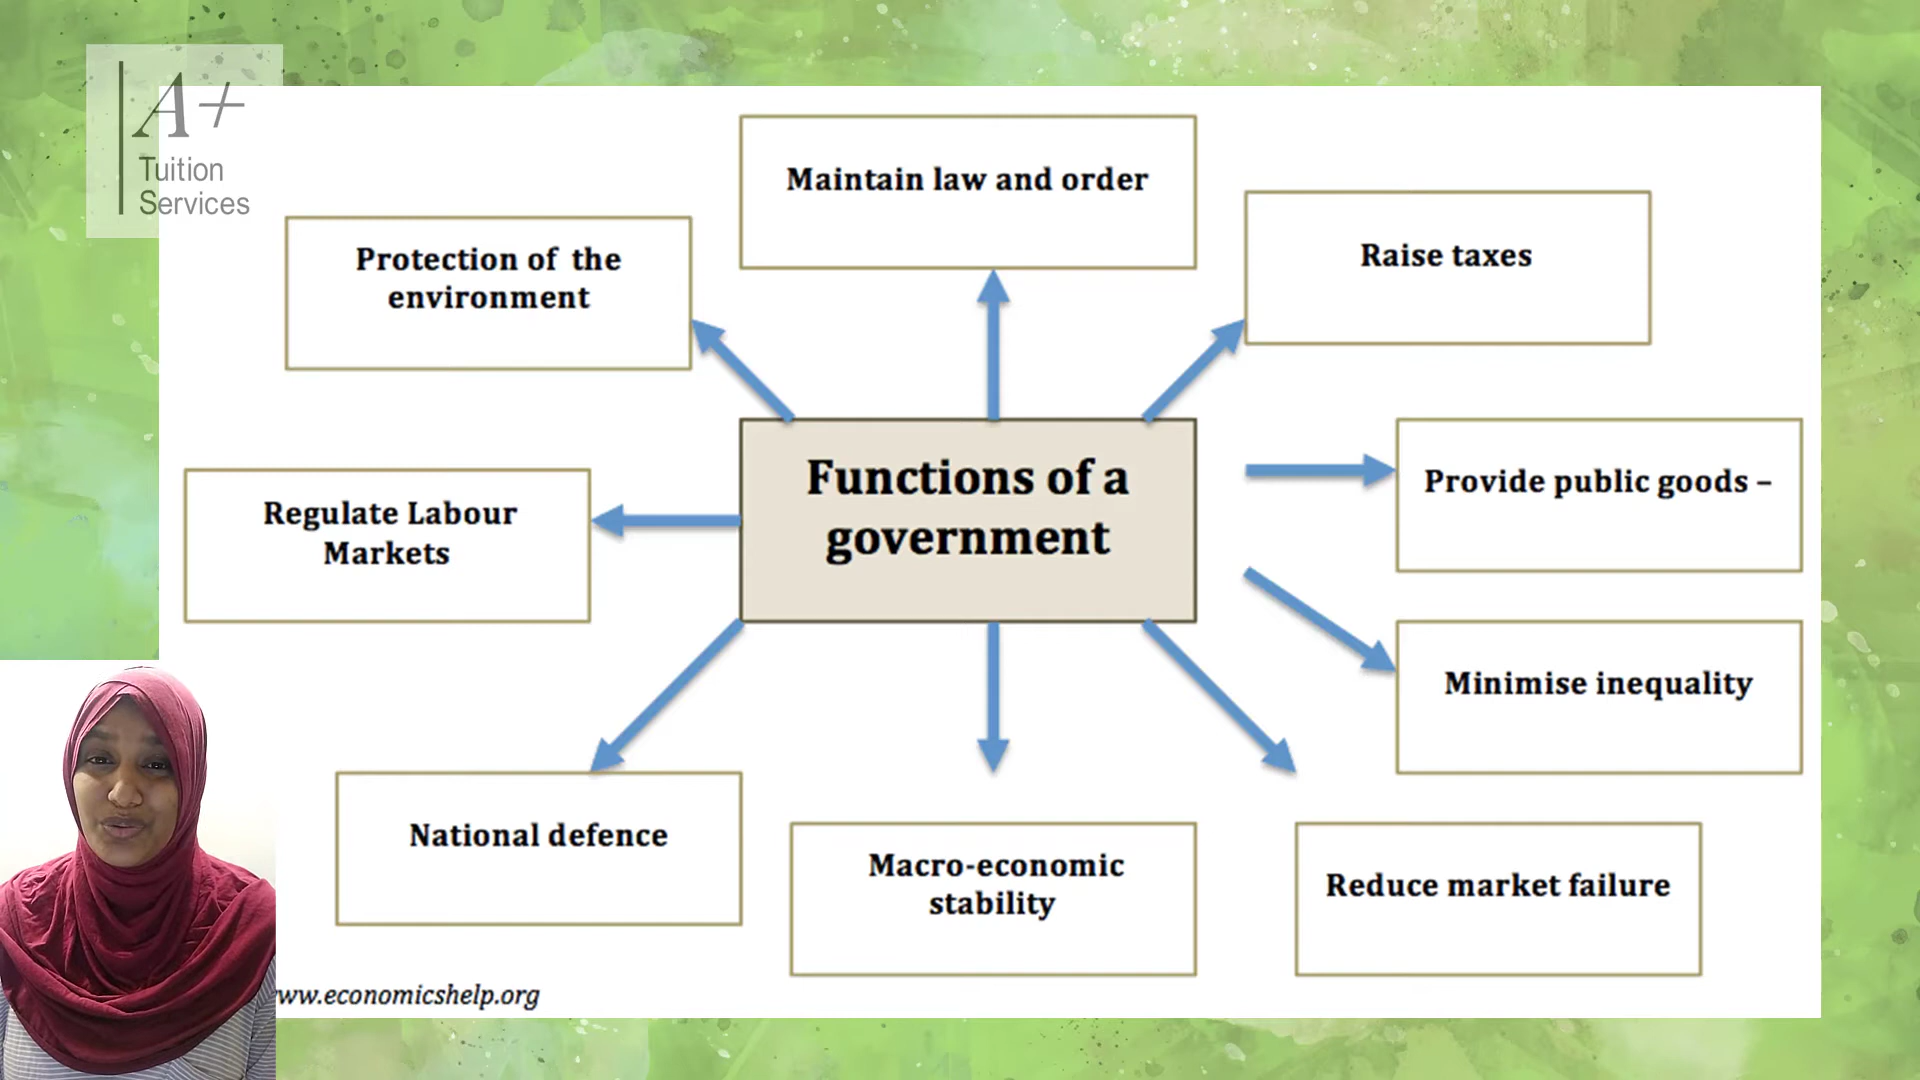 A+
Tuition
Services
Maintain law and order
Raise taxes
Protection of the
environment
Functions of a
government
Provide public goods –
Regulate Labour
Markets
Minimise inequality
National defence
Macro-economic
stability
Reduce market failure
ww.economicshelp.org